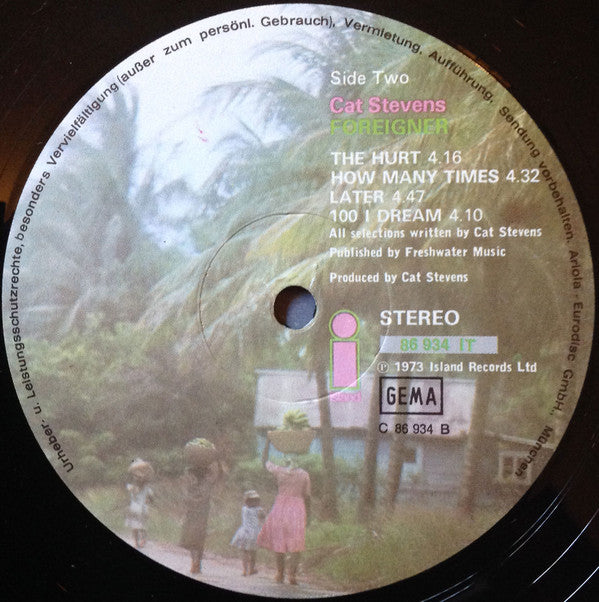 Urheber- u. Leistungsschutzrechte, besonders Vervielfältigung (außer zum persönl. Gebrauch), Vermietung, Aufführung, Sendung vorbehalten. Ariola-Eurodisc GmbH., München
Side Two
Cat Stevens
FOREIGNER
THE HURT 4.16
HOW MANY TIMES 4.32
LATER 4.47
100 I DREAM 4.10
All selections written by Cat Stevens
Published by Freshwater Music
Produced by Cat Stevens
i
STEREO
86 934 IT
℗ 1973 Island Records Ltd
GEMA
C 86 934 B